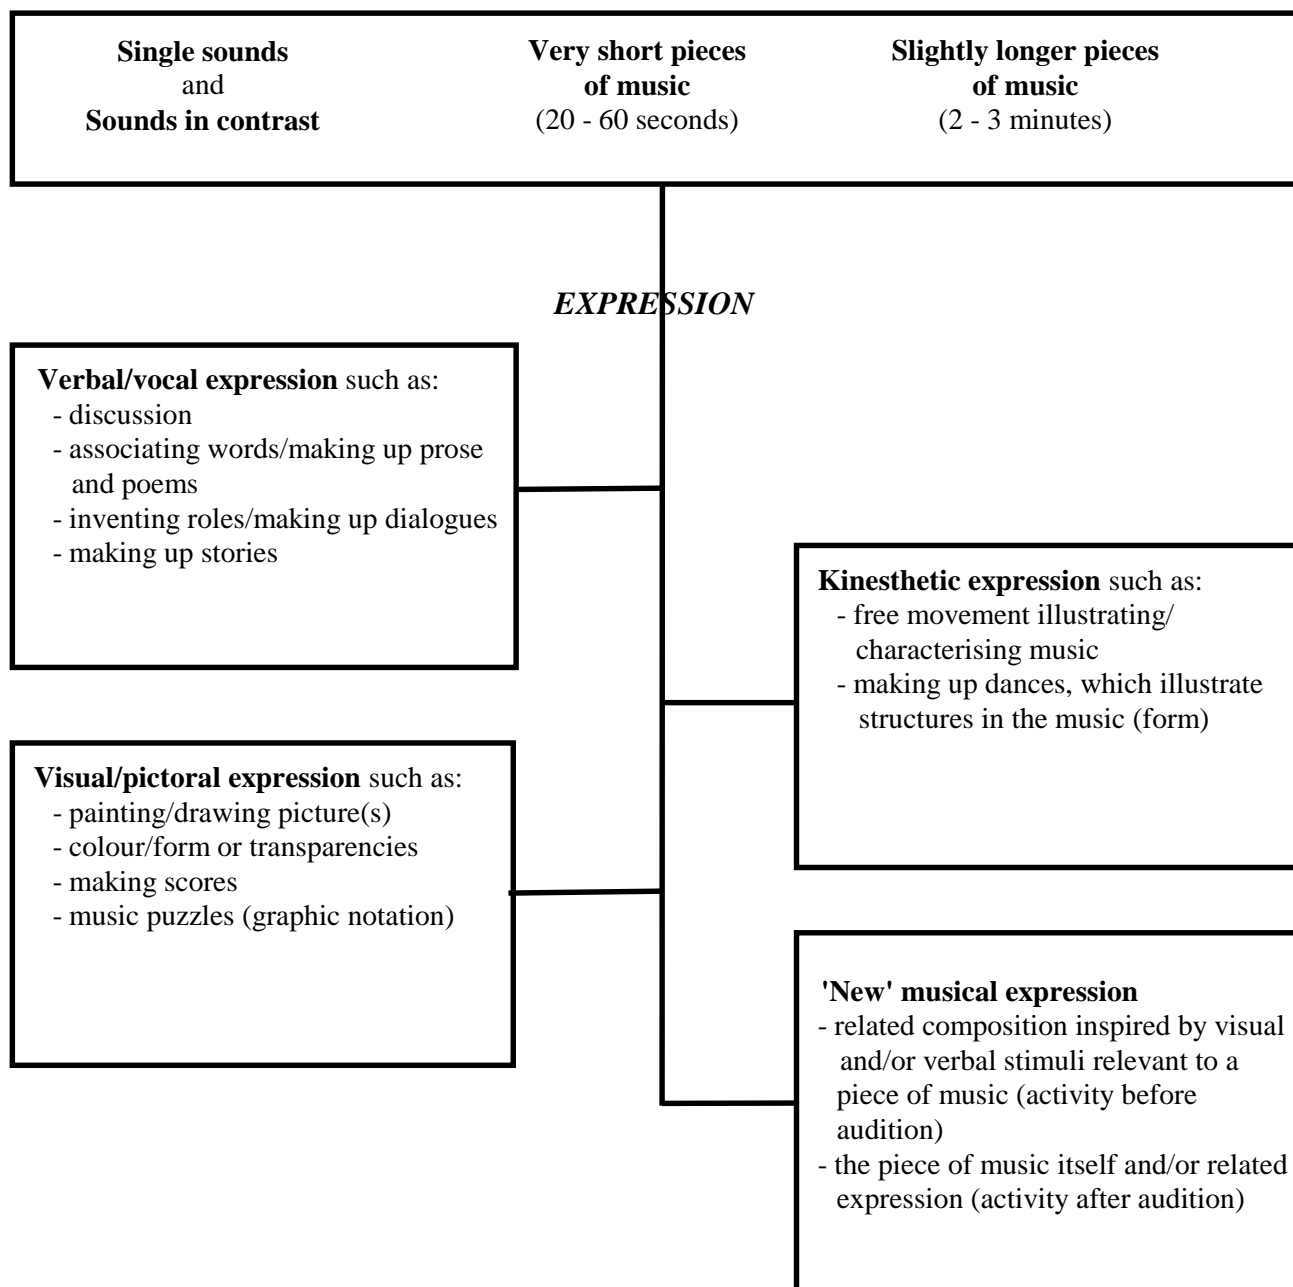 Single sounds
and
Sounds in contrast
Very short pieces
of music
(20 - 60 seconds)
Slightly longer pieces
of music
(2 - 3 minutes)
EXPRESSION
Verbal/vocal expression such as:
- discussion
- associating words/making up prose
and poems
- inventing roles/making up dialogues
- making up stories
Kinesthetic expression such as:
- free movement illustrating/
characterising music
- making up dances, which illustrate
structures in the music (form)
Visual/pictoral expression such as:
- painting/drawing picture(s)
- colour/form or transparencies
- making scores
- music puzzles (graphic notation)
'New' musical expression
- related composition inspired by visual
and/or verbal stimuli relevant to a
piece of music (activity before
audition)
- the piece of music itself and/or related
expression (activity after audition)